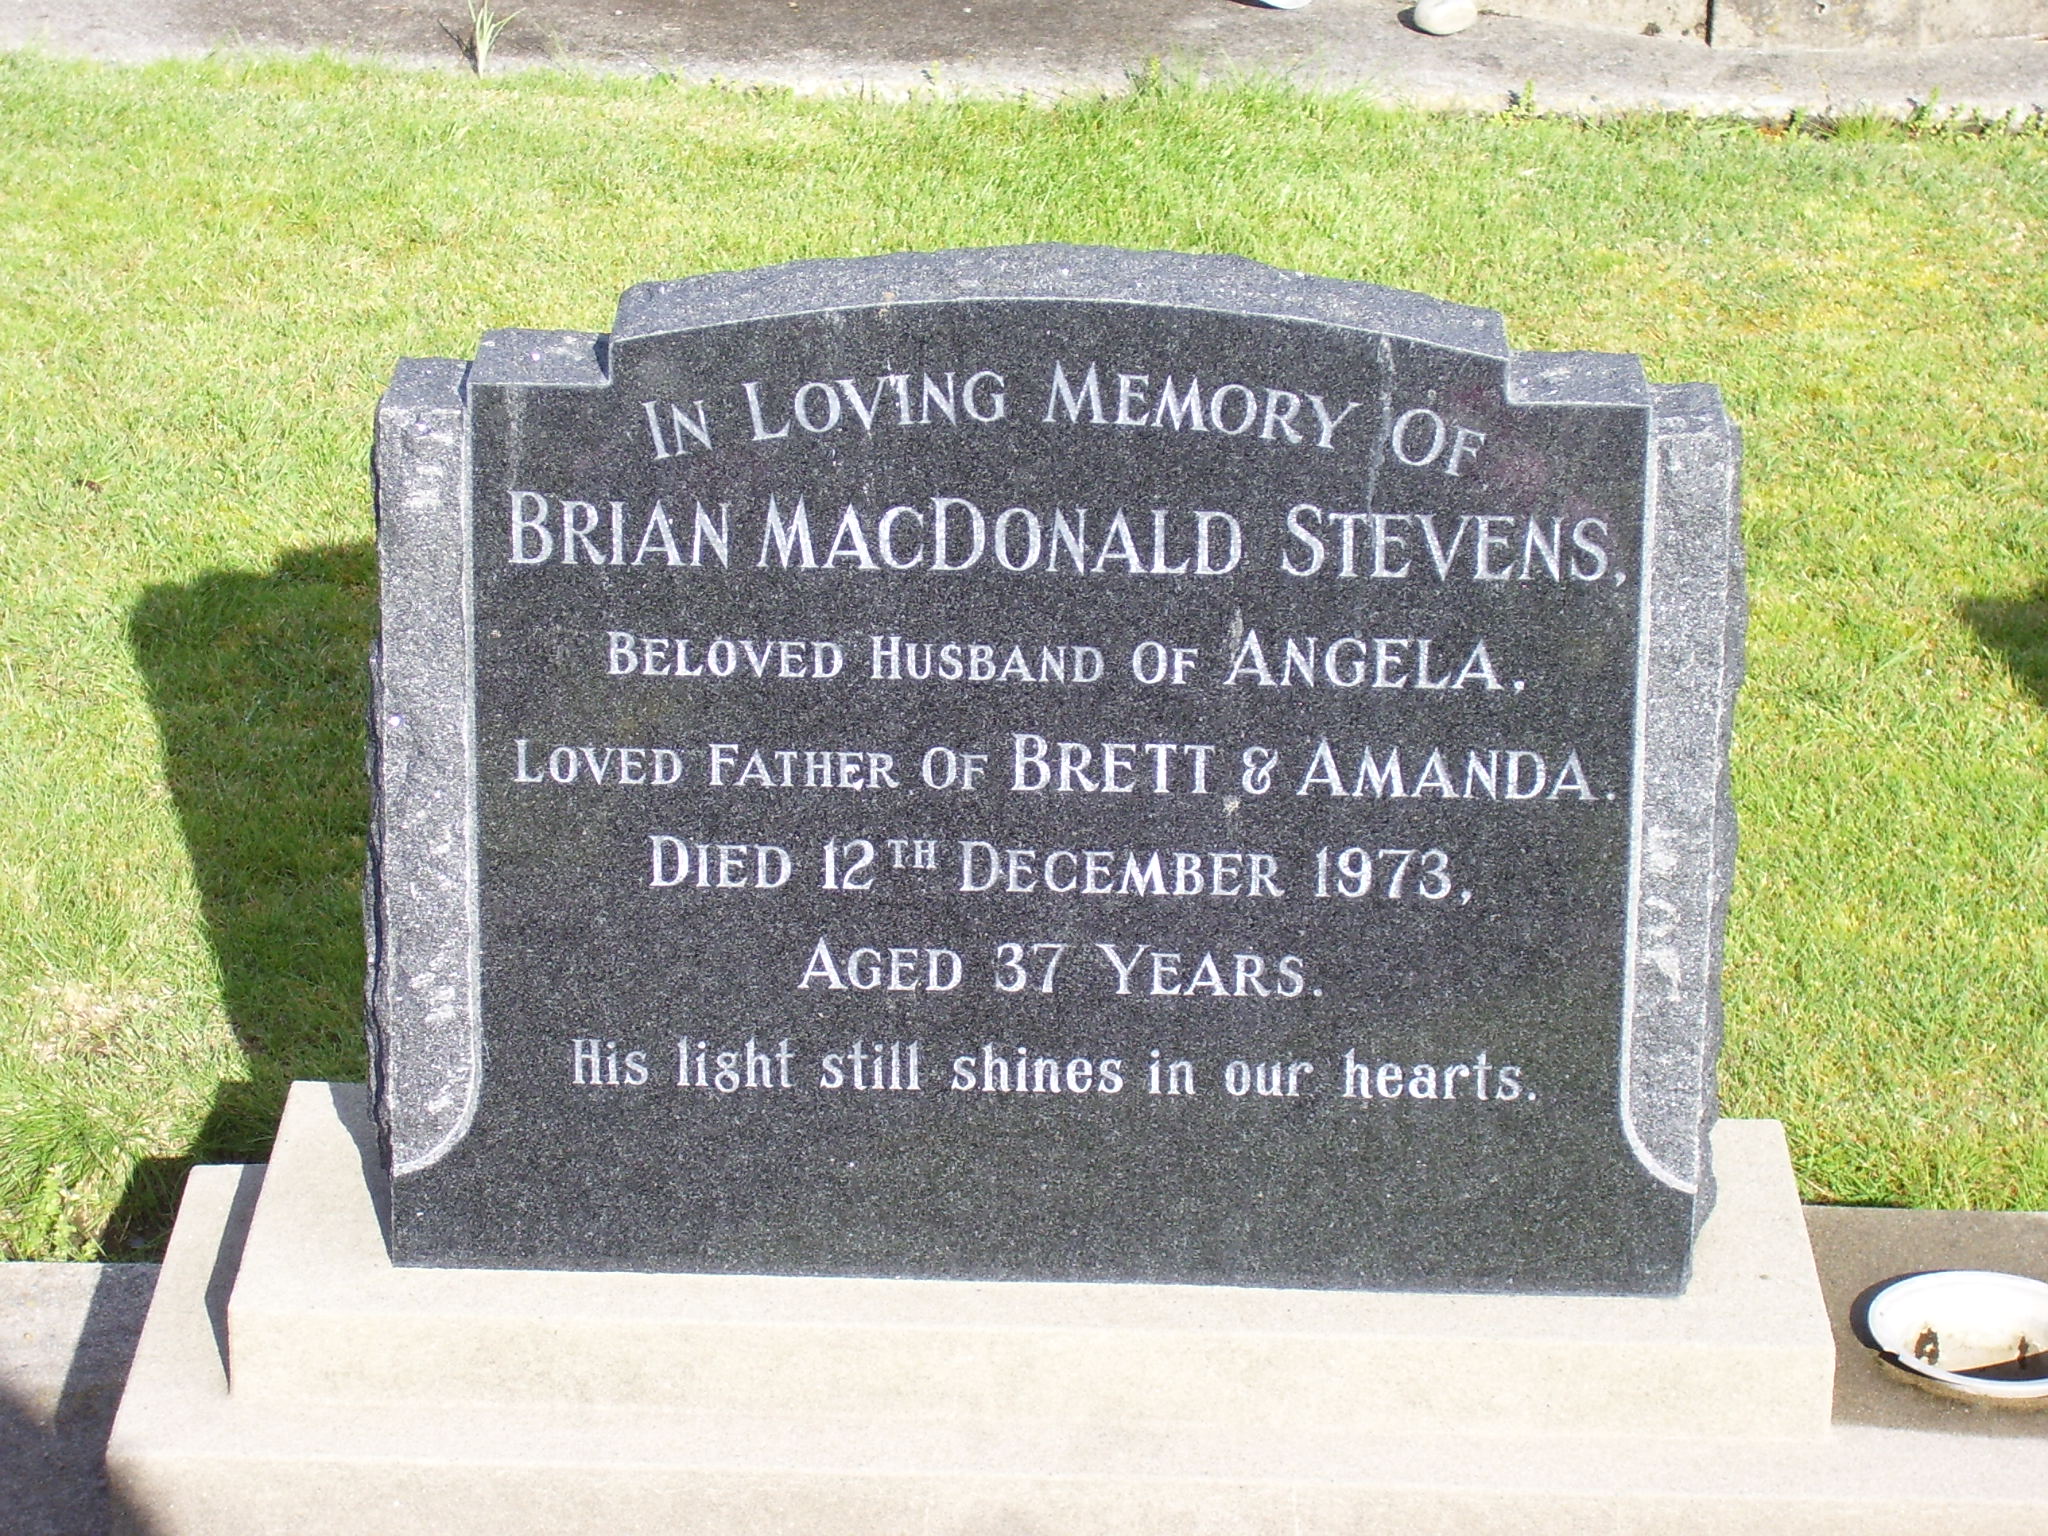 In Loving Memory Of
Brian MacDonald Stevens,
Beloved Husband of Angela.
Loved Father of Brett & Amanda.
Died 12th December 1973,
Aged 37 Years.
His light still shines in our hearts.